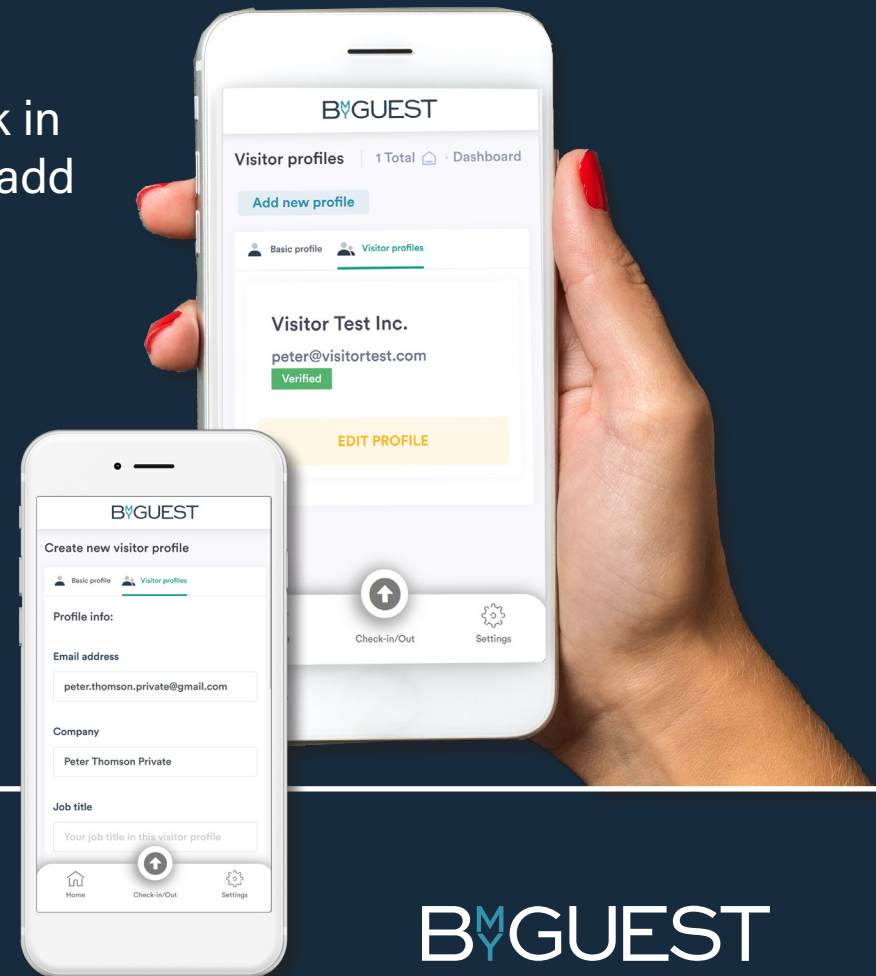 k in
add
BMYGUEST
Visitor profiles 1 Total · Dashboard
Add new profile
Basic profile Visitor profiles
Visitor Test Inc.
peter@visitortest.com
Verified
EDIT PROFILE
Check-in/Out Settings
BMYGUEST
Create new visitor profile
Basic profile Visitor profiles
Profile info:
Email address
peter.thomson.private@gmail.com
Company
Peter Thomson Private
Job title
Your job title in this visitor profile
Home Check-in/Out Settings
BMYGUEST